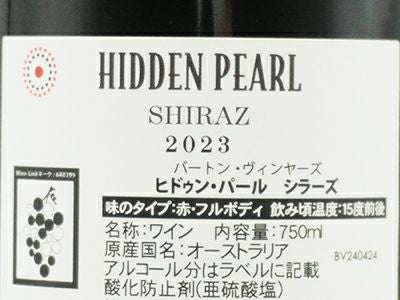 HIDDEN PEARL
SHIRAZ
2023
バートン・ヴィンヤーズ
ヒドゥン・パール シラーズ
味のタイプ:赤・フルボディ 飲み頃温度:15度前後
名称:ワイン 内容量:750ml
原産国名:オーストラリア
BV240424
アルコール分はラベルに記載
酸化防止剤(亜硫酸塩)